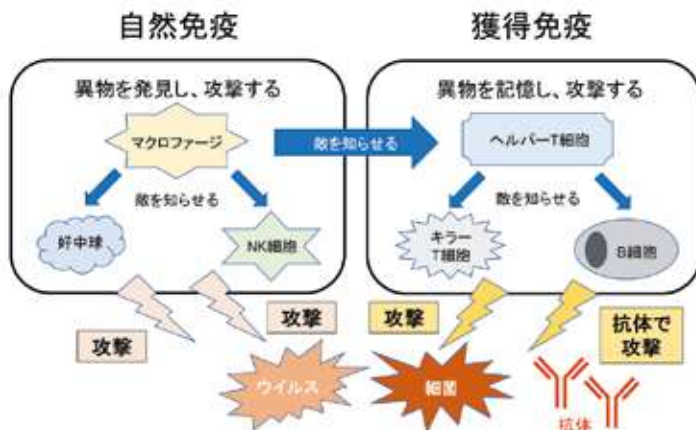 自然免疫
獲得免疫
異物を発見し、攻撃する
マクロファージ
敵を知らせる
好中球
NK細胞
敵を知らせる
異物を記憶し、攻撃する
ヘルパーT細胞
敵を知らせる
キラー
T細胞
B細胞
攻撃
攻撃
攻撃
抗体で
攻撃
ウイルス
細菌
抗体